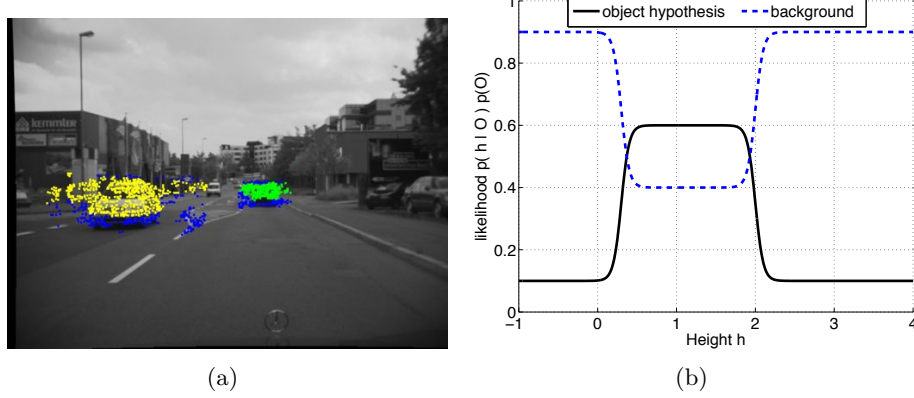 kemmler
object hypothesis
background
likelihood p( h | O ) p(O)
1
0.8
0.6
0.4
0.2
0
−1
0
1
2
3
4
Height h
(a)
(b)